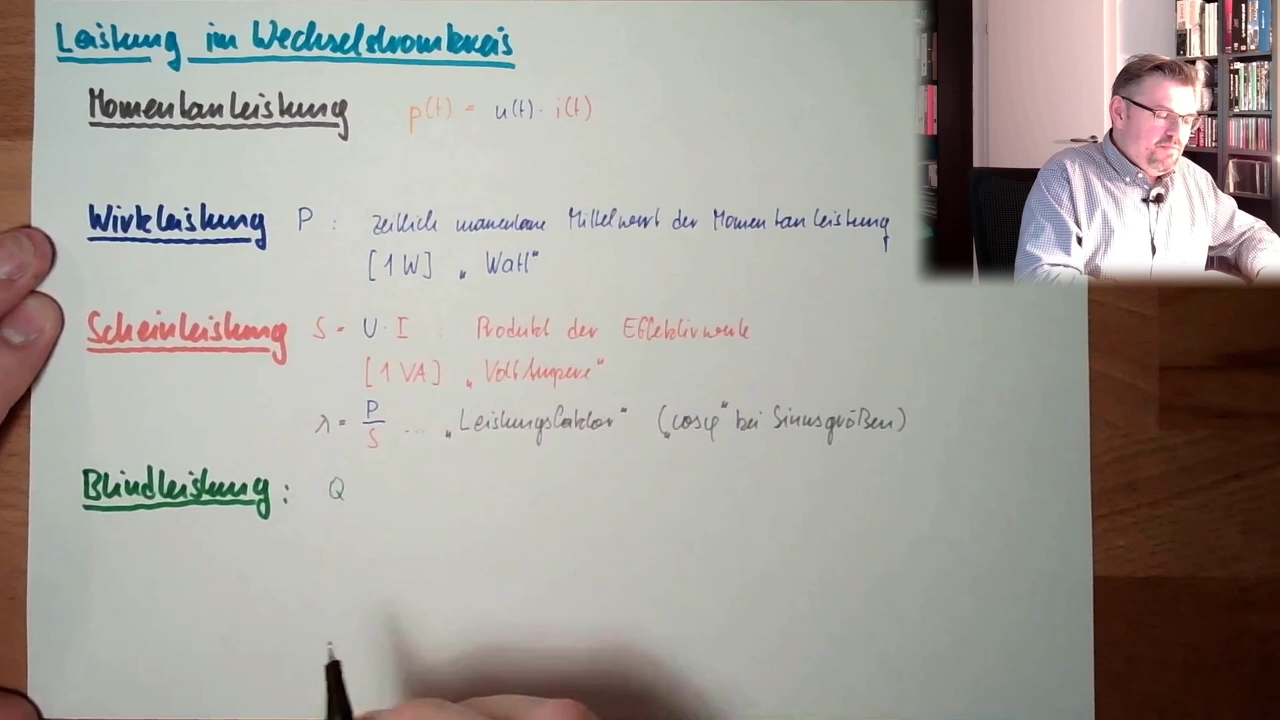 Leistung im Wechselstromkreis
Momentanleistung p(t) = u(t) · i(t)
Wirkleistung P : zeitlich Mittelwert der Momentanleistung
[1 W] „Watt"
Scheinleistung S = U · I : Produkt der Effektivwerte
[1 VA] „VoltAmpere"
λ = P/S ... „Leistungsfaktor" („cosφ" bei Sinusgrößen)
Blindleistung: Q